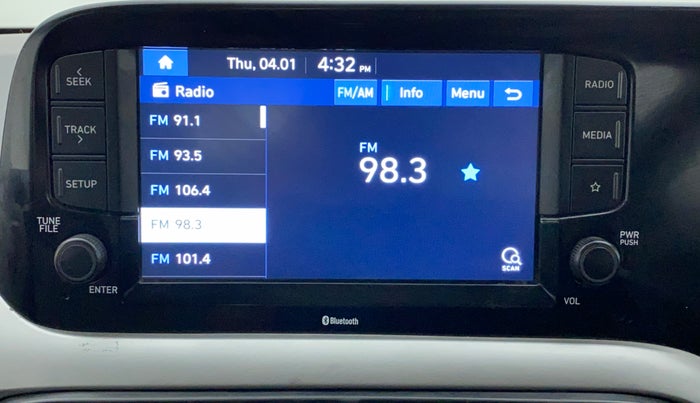 Thu, 04.01 4:32 PM
Radio FM/AM Info Menu
FM 91.1
FM 93.5
FM 106.4
FM 98.3
FM 101.4
FM
98.3
SCAN
SEEK
TRACK
SETUP
TUNE
FILE
ENTER
RADIO
MEDIA
PWR
PUSH
VOL
Bluetooth